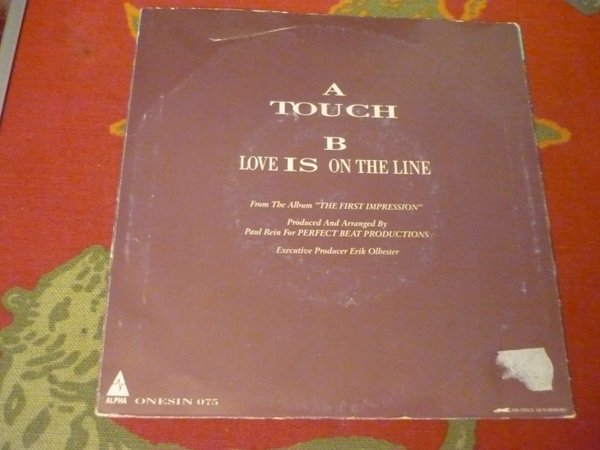 A
TOUCH
B
LOVE IS ON THE LINE
From The Album "THE FIRST IMPRESSION"
Produced And Arranged By
Paul Rein For PERFECT BEAT PRODUCTIONS
Executive Producer Erik Olbester
ALPHA
ONESIN 075